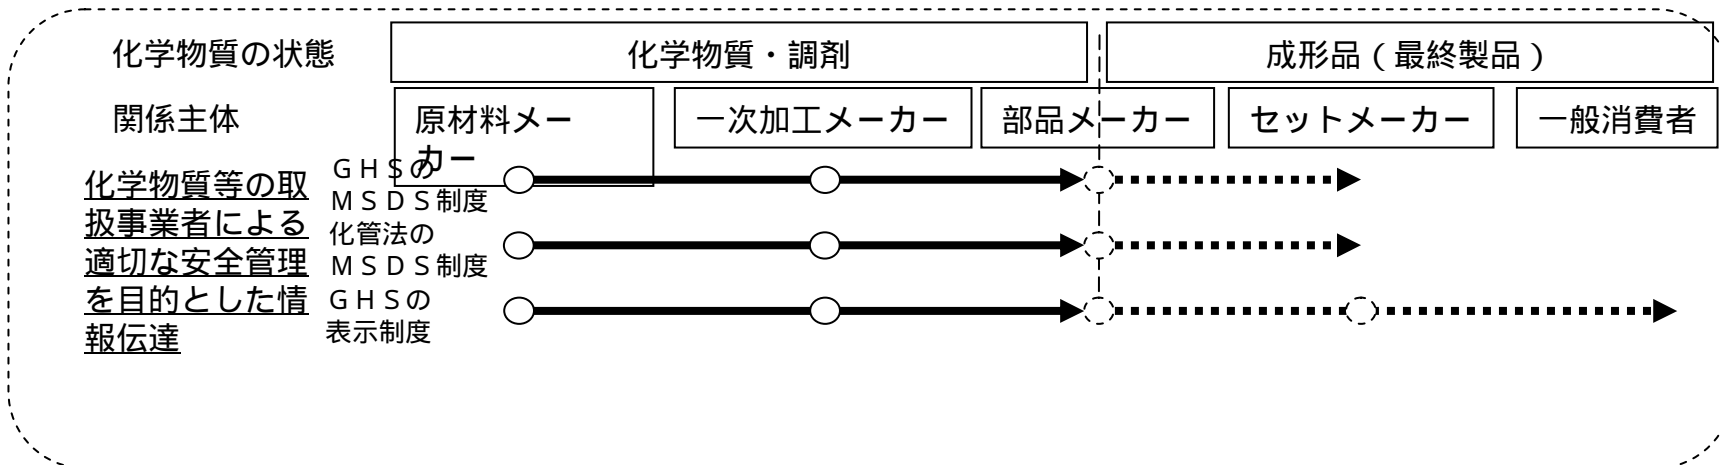 化学物質の状態
化学物質・調剤
成形品（最終製品）
関係主体
原材料メー
カー
一次加工メーカー
部品メーカー
セットメーカー
一般消費者
化学物質等の取
扱事業者による
適切な安全管理
を目的とした情
報伝達
ＧＨＳの
ＭＳＤＳ制度
化管法の
ＭＳＤＳ制度
ＧＨＳの
表示制度